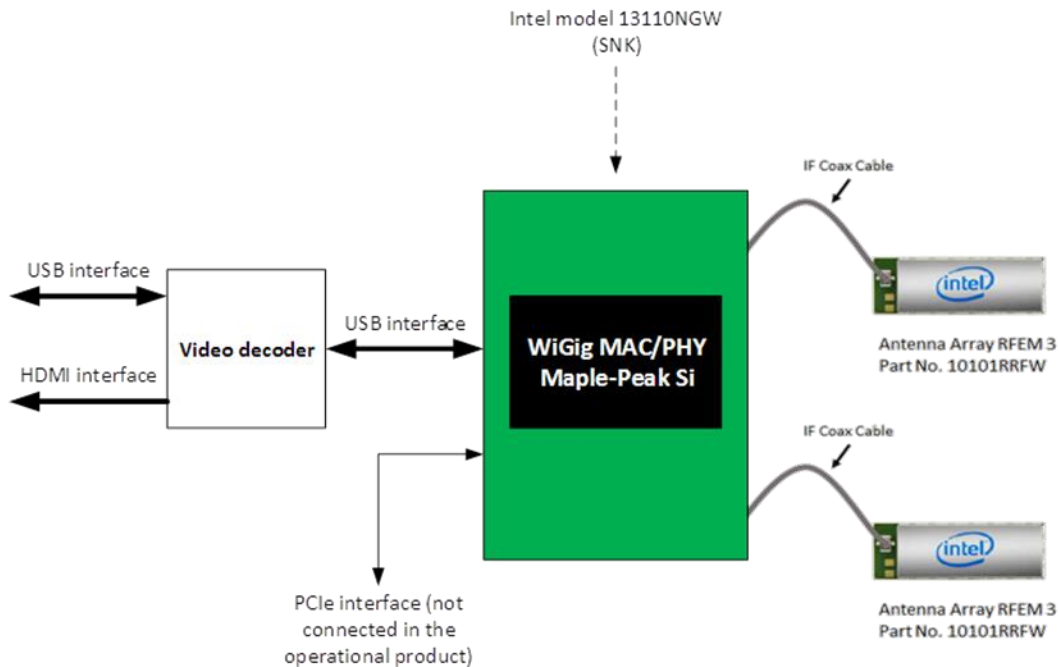 Intel model 13110NGW
(SNK)
IF Coax Cable
intel
Antenna Array RFEM 3
Part No. 10101RRFW
USB interface
Video decoder
HDMI interface
USB interface
WiGig MAC/PHY
Maple-Peak Si
IF Coax Cable
intel
Antenna Array RFEM 3
Part No. 10101RRFW
PCIe interface (not
connected in the
operational product)